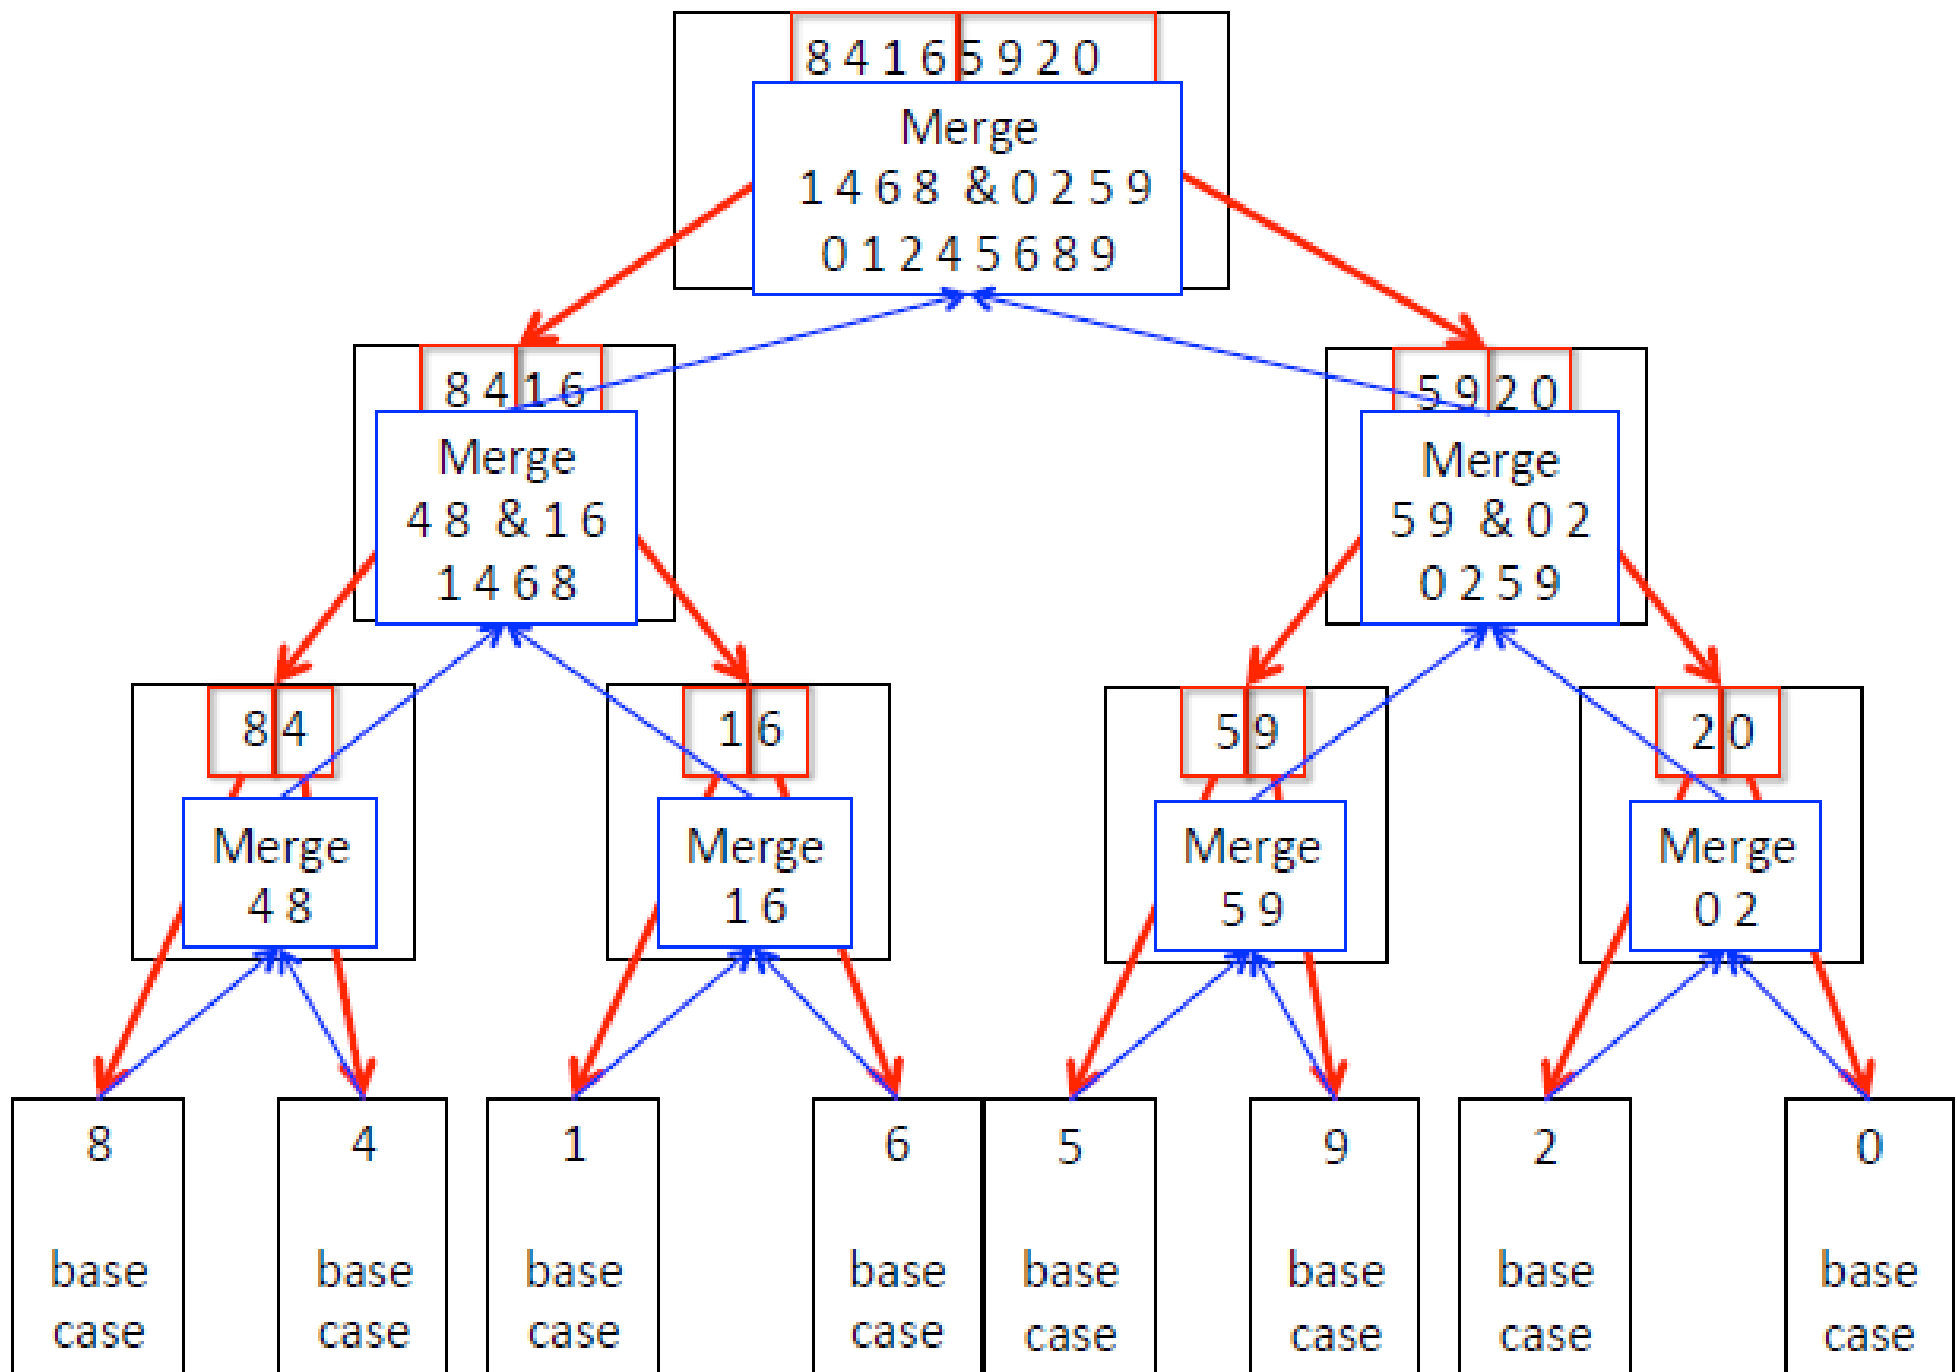 8 4 1 6 5 9 2 0
Merge
1 4 6 8 & 0 2 5 9
0 1 2 4 5 6 8 9
8 4 1 6
Merge
4 8 & 1 6
1 4 6 8
5 9 2 0
Merge
5 9 & 0 2
0 2 5 9
8 4
Merge
4 8
1 6
Merge
1 6
5 9
Merge
5 9
2 0
Merge
0 2
8
base
case
4
base
case
1
base
case
6
base
case
5
base
case
9
base
case
2
base
case
0
base
case